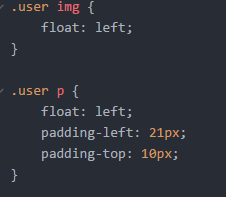 .user img {
    float: left;
}

.user p {
    float: left;
    padding-left: 21px;
    padding-top: 10px;
}